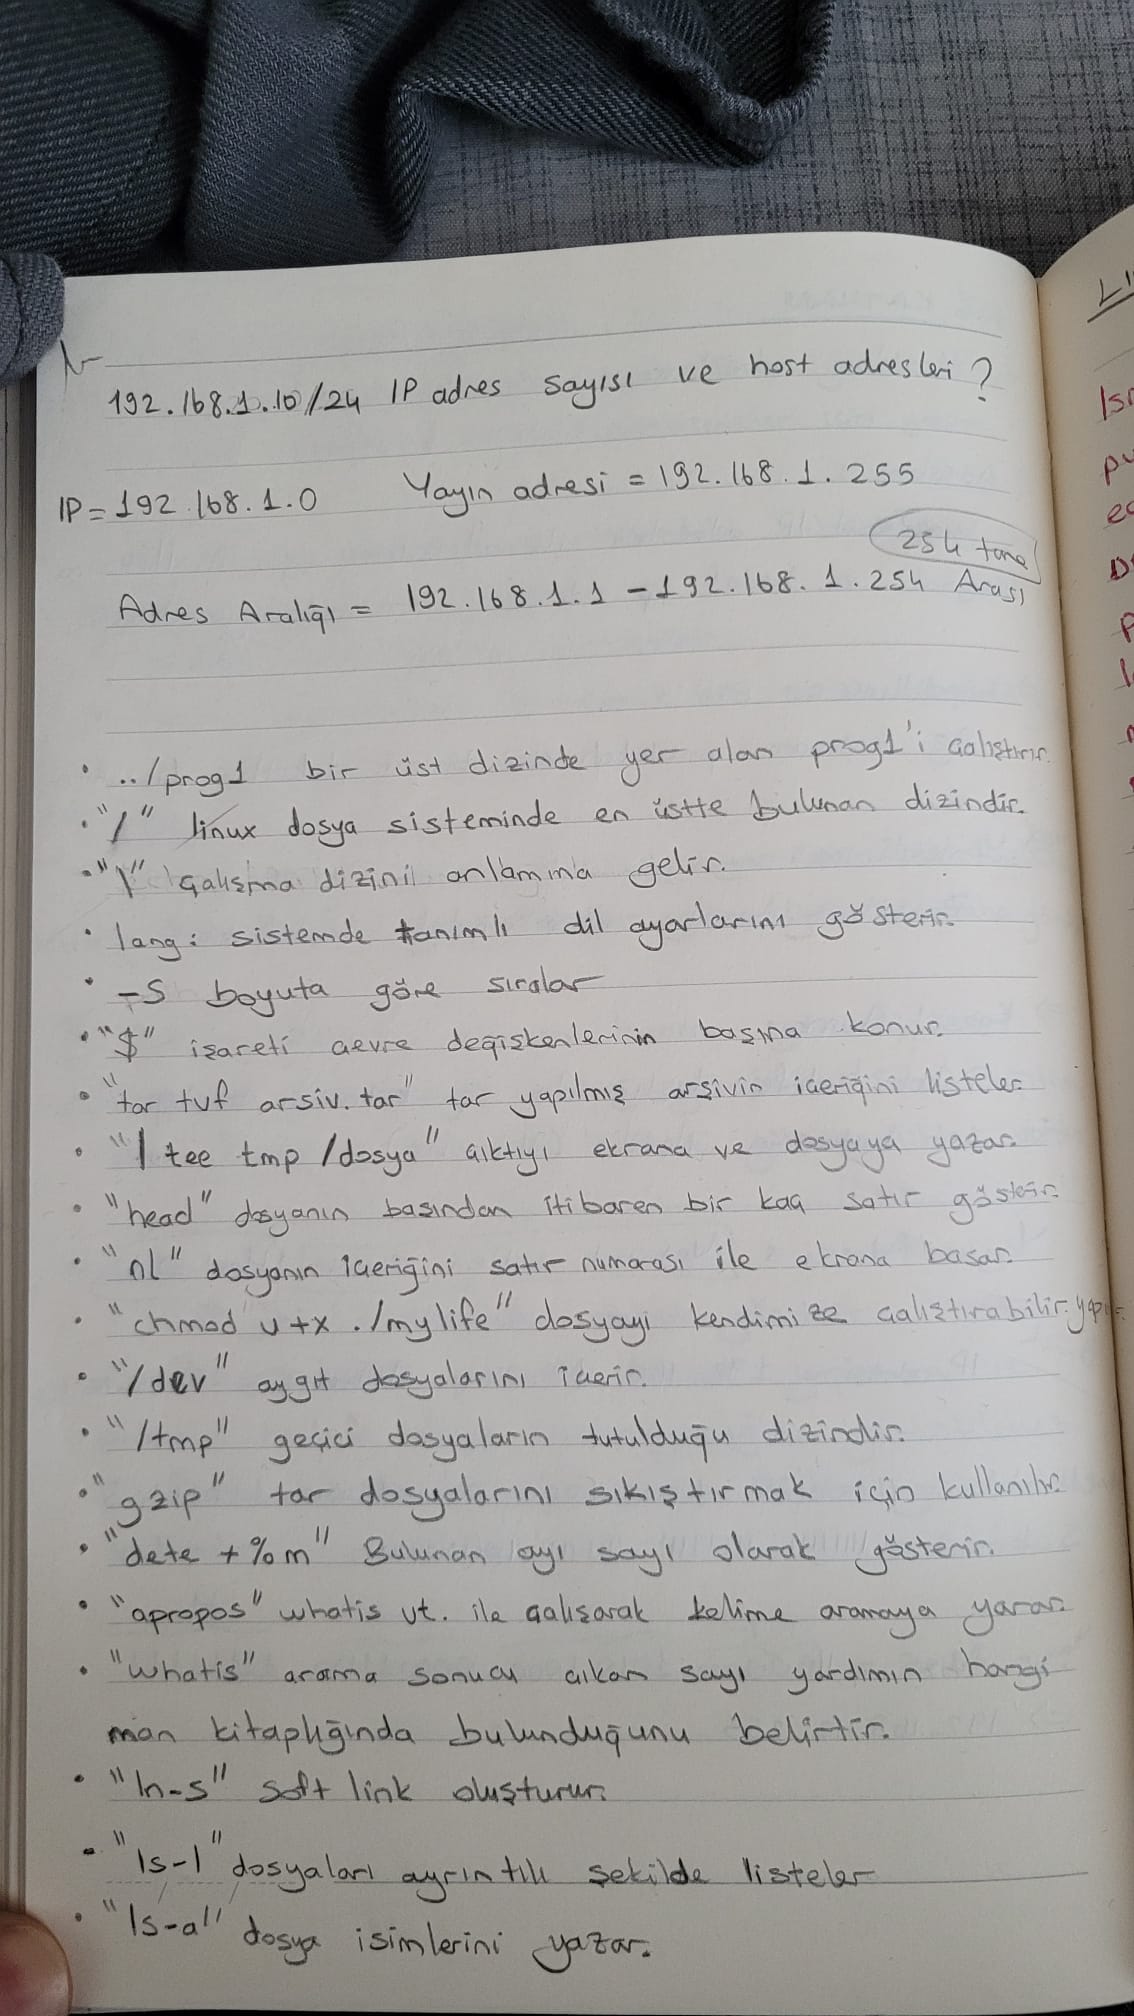 192.168.1.10/24 IP adres sayısı ve host adresleri?
IP = 192.168.1.0 Yayın adresi = 192.168.1.255
254 tane
Adres Aralığı = 192.168.1.1 - 192.168.1.254 Arası
• ../prog1 bir üst dizinde yer alan prog1'i çalıştırır.
• "/" linux dosya sisteminde en üstte bulunan dizindir.
• "\" çalışma dizini anlamına gelir.
• lang: sistemde tanımlı dil ayarlarını gösterir.
• -S boyuta göre sıralar
• "$" işareti çevre değişkenlerinin başına konur.
• "tar tvf arsiv.tar" tar yapılmış arşivin içeriğini listeler
• "| tee tmp /dosya" çıktıyı ekrana ve dosyaya yazar.
• "head" dosyanın başından itibaren bir kaç satır gösterir.
• "nl" dosyanın içeriğini satır numarası ile ekrana basar.
• "chmod u+x ./mylife" dosyayı kendimize çalıştırabilir yapar.
• "/dev" aygıt dosyalarını içerir.
• "/tmp" geçici dosyaların tutulduğu dizindir.
• "gzip" tar dosyalarını sıkıştırmak için kullanılır.
• "dete +%m" Bulunan ayı sayı olarak gösterir.
• "apropos" whatis vt. ile çalışarak kelime aramaya yarar.
• "whatis" arama sonucu çıkan sayı yardımın hangi
man kitaplığında bulunduğunu belirtir.
• "ln-s" soft link oluşturur.
• "ls-l" dosyaları ayrıntılı şekilde listeler
• "ls-a" dosya isimlerini yazar.